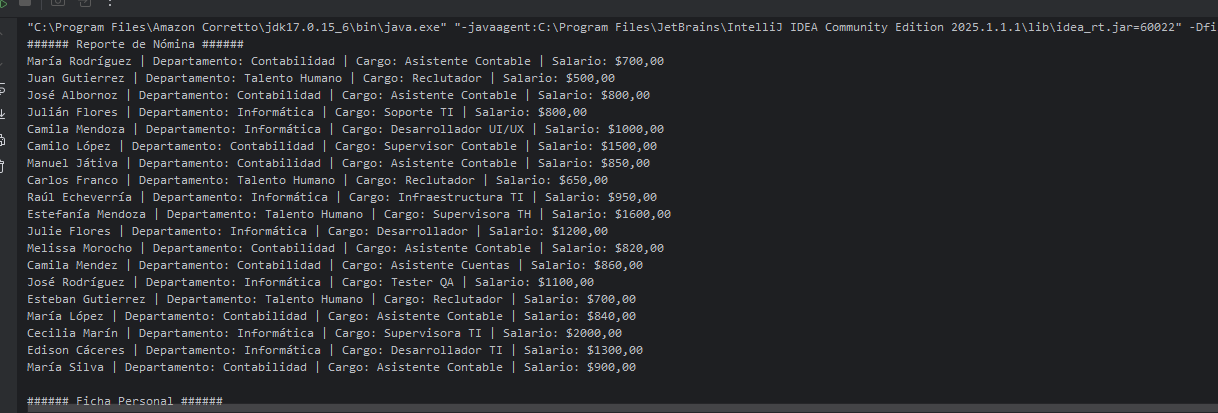 "C:\Program Files\Amazon Corretto\jdk17.0.15_6\bin\java.exe" "-javaagent:C:\Program Files\JetBrains\IntelliJ IDEA Community Edition 2025.1.1.1\lib\idea_rt.jar=60022" -Dfi
###### Reporte de Nómina ######
María Rodríguez | Departamento: Contabilidad | Cargo: Asistente Contable | Salario: $700,00
Juan Gutierrez | Departamento: Talento Humano | Cargo: Reclutador | Salario: $500,00
José Albornoz | Departamento: Contabilidad | Cargo: Asistente Contable | Salario: $800,00
Julián Flores | Departamento: Informática | Cargo: Soporte TI | Salario: $800,00
Camila Mendoza | Departamento: Informática | Cargo: Desarrollador UI/UX | Salario: $1000,00
Camilo López | Departamento: Contabilidad | Cargo: Supervisor Contable | Salario: $1500,00
Manuel Játiva | Departamento: Contabilidad | Cargo: Asistente Contable | Salario: $850,00
Carlos Franco | Departamento: Talento Humano | Cargo: Reclutador | Salario: $650,00
Raúl Echeverría | Departamento: Informática | Cargo: Infraestructura TI | Salario: $950,00
Estefanía Mendoza | Departamento: Talento Humano | Cargo: Supervisora TH | Salario: $1600,00
Julie Flores | Departamento: Informática | Cargo: Desarrollador | Salario: $1200,00
Melissa Morocho | Departamento: Contabilidad | Cargo: Asistente Contable | Salario: $820,00
Camila Mendez | Departamento: Contabilidad | Cargo: Asistente Cuentas | Salario: $860,00
José Rodríguez | Departamento: Informática | Cargo: Tester QA | Salario: $1100,00
Esteban Gutierrez | Departamento: Talento Humano | Cargo: Reclutador | Salario: $700,00
María López | Departamento: Contabilidad | Cargo: Asistente Contable | Salario: $840,00
Cecilia Marín | Departamento: Informática | Cargo: Supervisora TI | Salario: $2000,00
Edison Cáceres | Departamento: Informática | Cargo: Desarrollador TI | Salario: $1300,00
María Silva | Departamento: Contabilidad | Cargo: Asistente Contable | Salario: $900,00
###### Ficha Personal ######